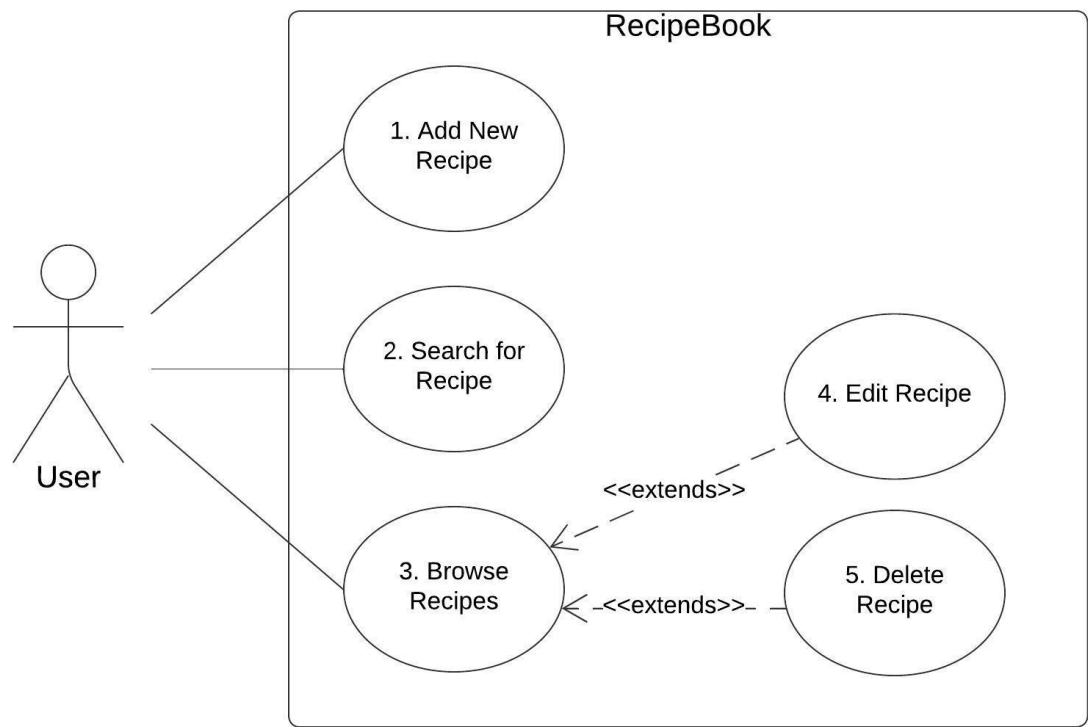 RecipeBook
1. Add New
Recipe
2. Search for
Recipe
4. Edit Recipe
User
<<extends>>
3. Browse
Recipes
<<extends>>
5. Delete
Recipe